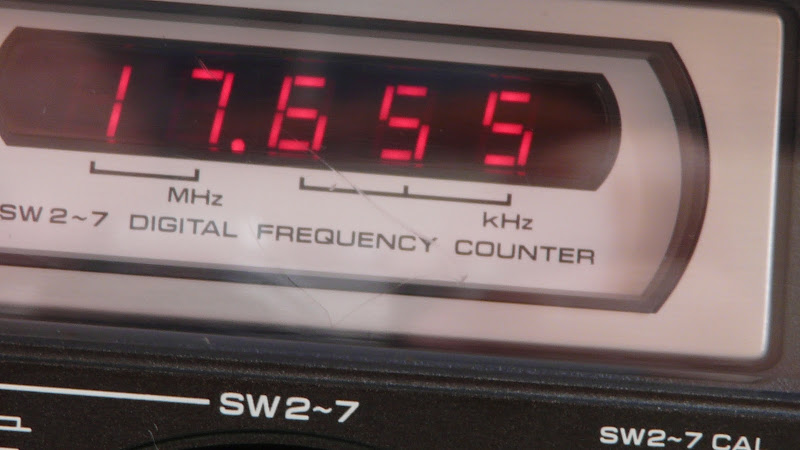 17.655
MHz
kHz
SW2~7 DIGITAL FREQUENCY COUNTER
SW2~7
SW2~7 CAL